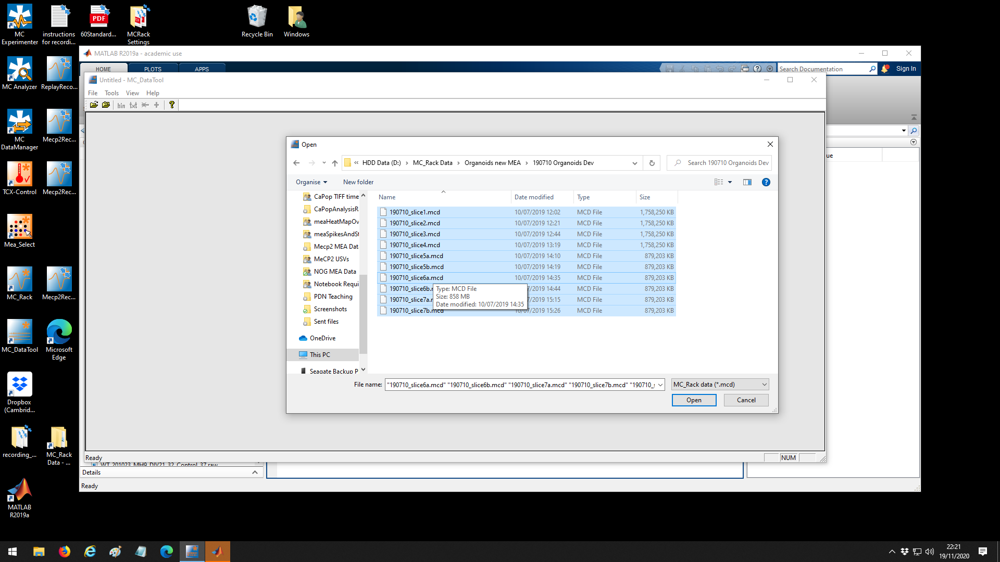 MC Experimenter
instructions for recordi...
60Standard...
MCRack Settings
Recycle Bin
Windows
MC Analyzer
ReplayReco...
MC DataManager
Mecp2Rec...
TCX-Control
Mecp2Rec...
Mea_Select
MC_Rack
Mecp2Rec...
MC_DataTool
Microsoft Edge
Dropbox (Cambrid...
recording_...
MC_Rack Data - ...
MATLAB R2019a
PDF
MATLAB R2019a - academic use
HOME
PLOTS
APPS
Search Documentation
Sign In
Untitled - MC_DataTool
File
Tools
View
Help
bin
txt
Open
« HDD Data (D:) › MC_Rack Data › Organoids new MEA › 190710 Organoids Dev
Search 190710 Organoids Dev
Organise
New folder
CaPop TIFF time
CaPopAnalysisR
meaHeatMapOv
meaSpikesAndSt
Mecp2 MEA Dat
MeCP2 USVs
NOG MEA Data
Notebook Requi
PDN Teaching
Screenshots
Sent files
OneDrive
This PC
Seagate Backup P
Name Date modified Type Size
190710_slice1.mcd 10/07/2019 12:02 MCD File 1,758,250 KB
190710_slice2.mcd 10/07/2019 12:21 MCD File 1,758,250 KB
190710_slice3.mcd 10/07/2019 12:44 MCD File 1,758,250 KB
190710_slice4.mcd 10/07/2019 13:19 MCD File 1,758,250 KB
190710_slice5a.mcd 10/07/2019 14:10 MCD File 879,203 KB
190710_slice5b.mcd 10/07/2019 14:19 MCD File 879,203 KB
190710_slice6a.mcd 10/07/2019 14:35 MCD File 879,203 KB
190710_slice6b.m 7/2019 14:44 MCD File 879,203 KB
190710_slice7a.m 7/2019 15:15 MCD File 879,203 KB
190710_slice7b.mcd 10/07/2019 15:26 MCD File 879,203 KB
Type: MCD File
Size: 858 MB
Date modified: 10/07/2019 14:35
File name: "190710_slice6a.mcd" "190710_slice6b.mcd" "190710_slice7a.mcd" "190710_slice7b.mcd" "190710_s
MC_Rack data (*.mcd)
Open
Cancel
ue
Ready
NUM
WT_201023_MH9_DIV21_32_Control_37.raw
Details
Ready
22:21
19/11/2020